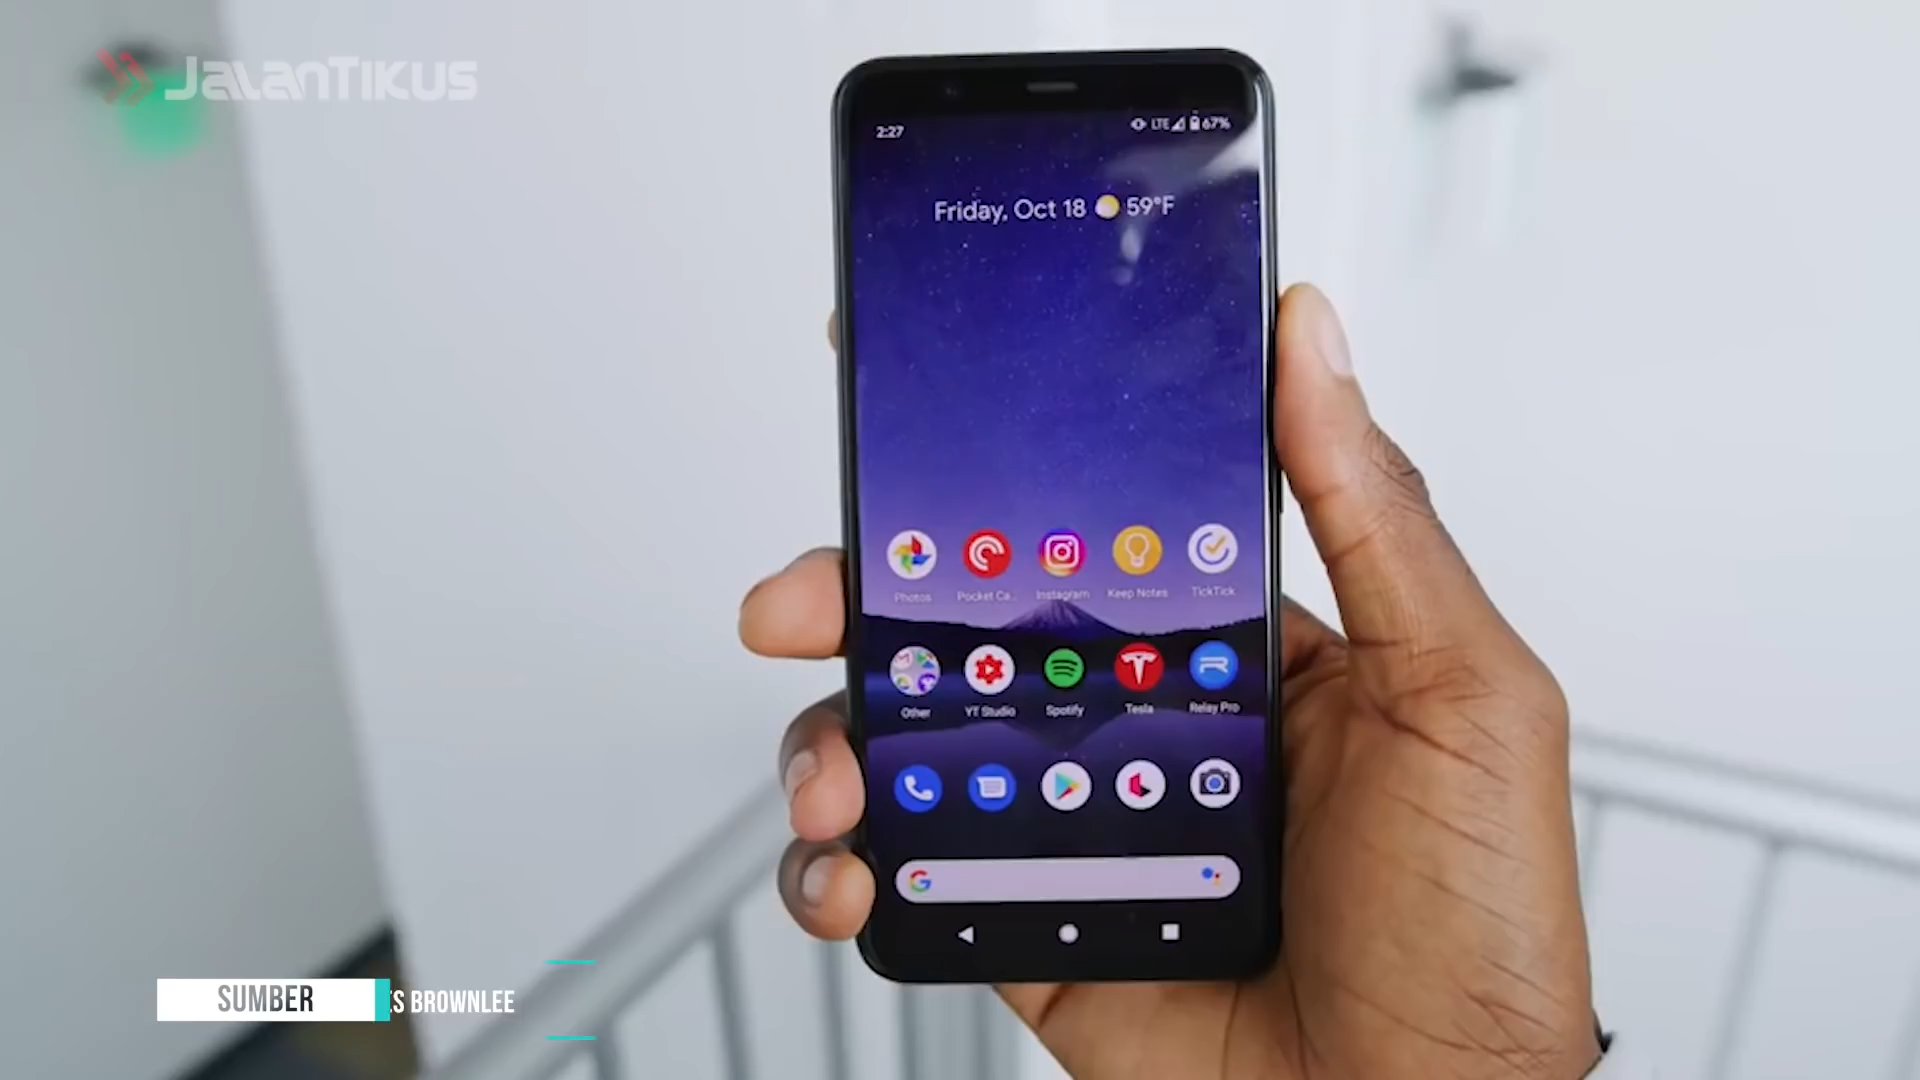 JALANTIKUS
2:27
LTE 67%
Friday, Oct 18 59°F
Photos Pocket Ca... Instagram Keep Notes TickTick
Other YT Studio Spotify Tesla Relay Pro
G
SUMBER ES BROWNLEE